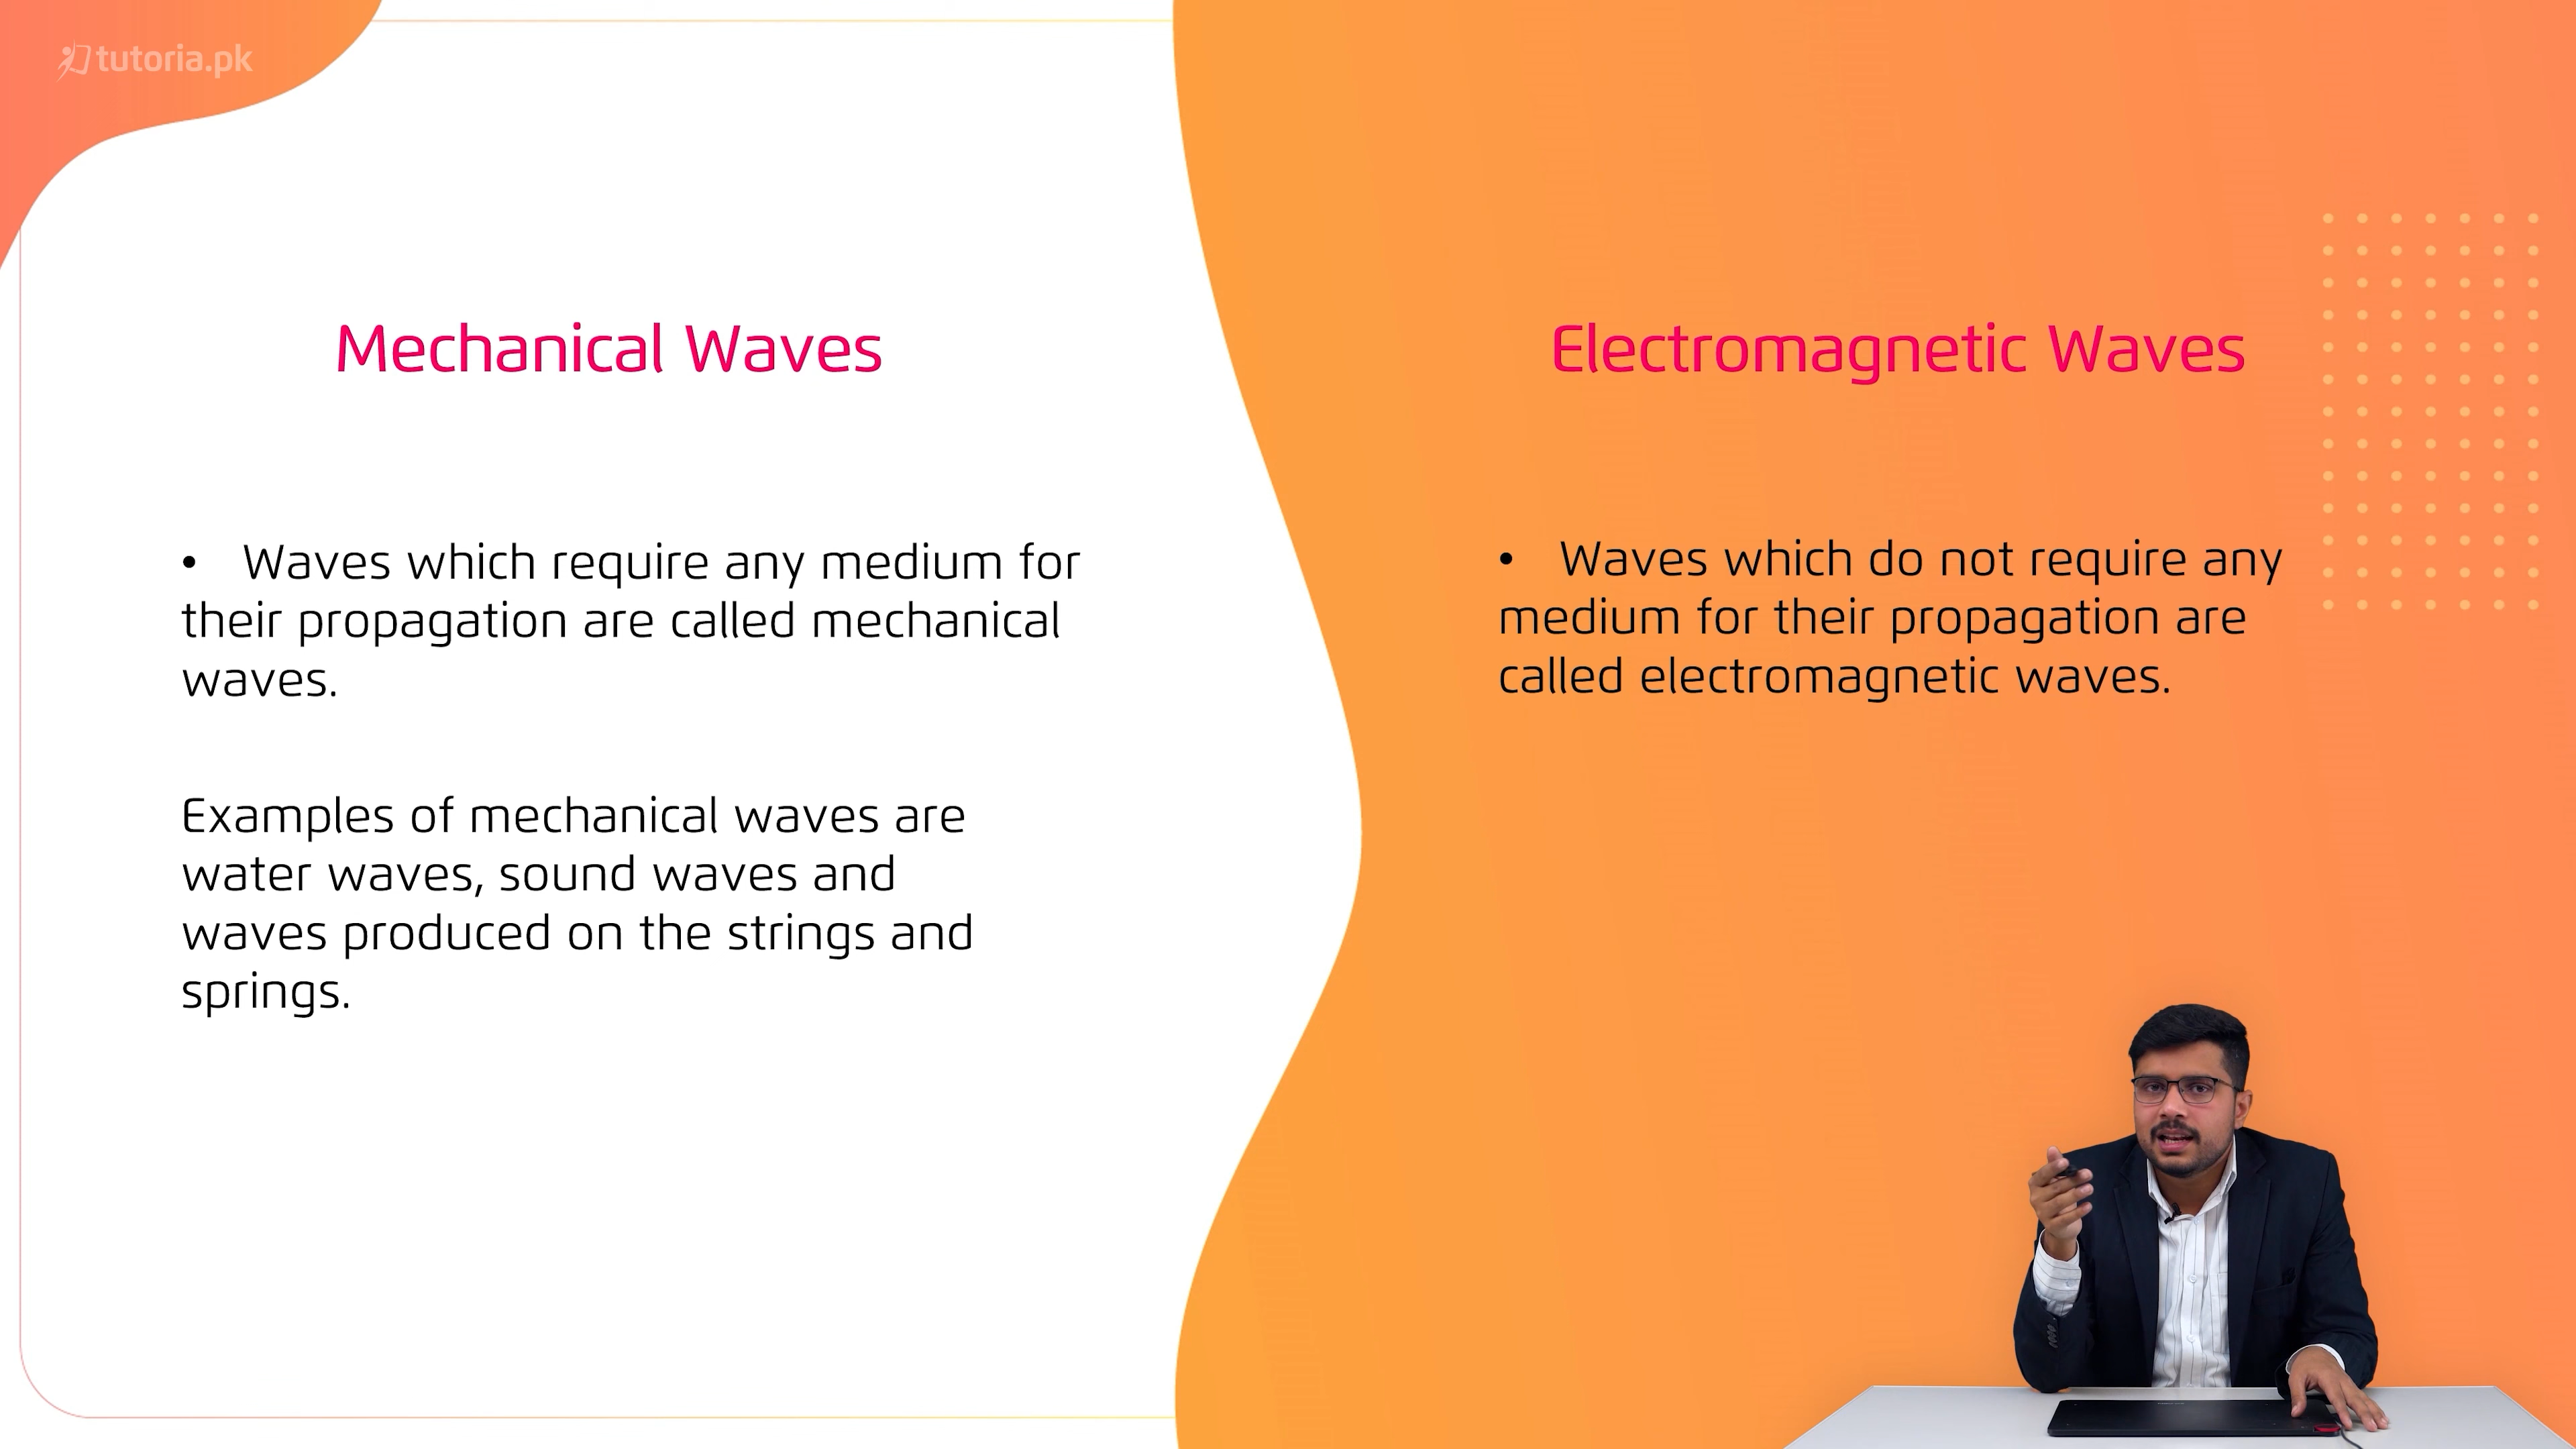 tutoria.pk
Mechanical Waves
• Waves which require any medium for
their propagation are called mechanical
waves.
Examples of mechanical waves are
water waves, sound waves and
waves produced on the strings and
springs.
Electromagnetic Waves
• Waves which do not require any
medium for their propagation are
called electromagnetic waves.